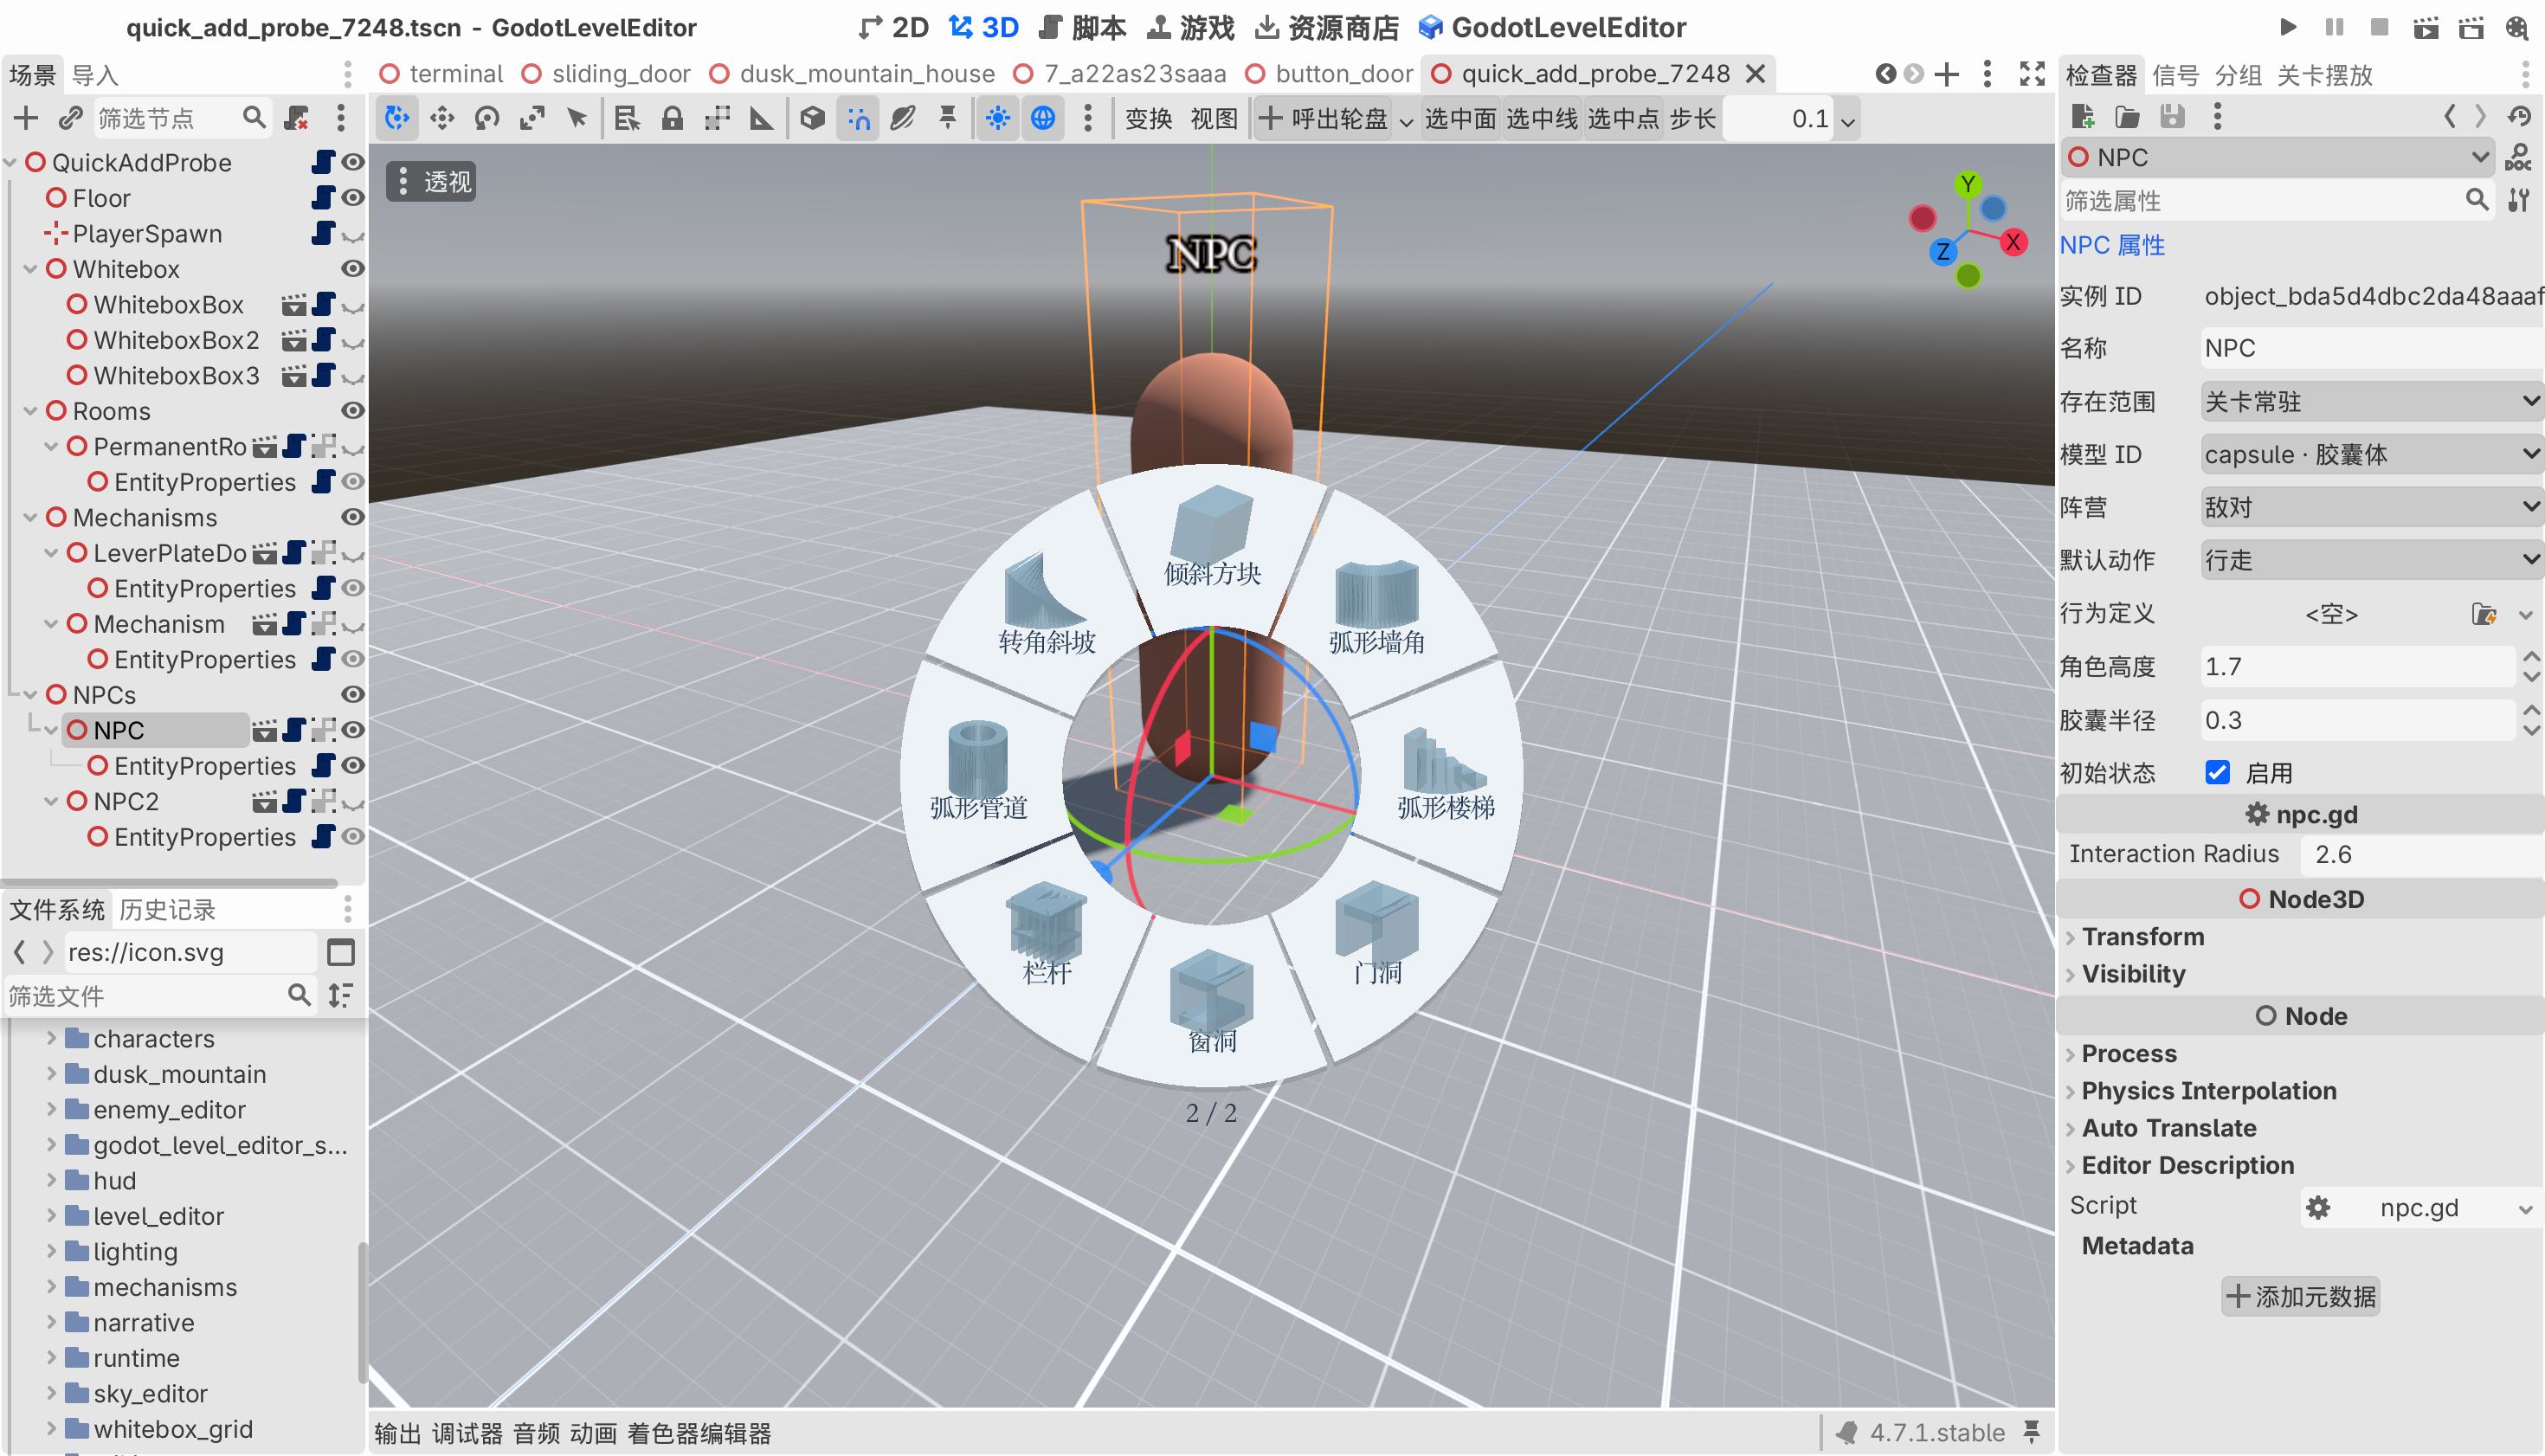 quick_add_probe_7248.tscn - GodotLevelEditor
2D 3D 脚本 游戏 资源商店 GodotLevelEditor
场景 导入
terminal sliding_door dusk_mountain_house 7_a22as23saaa button_door quick_add_probe_7248
检查器 信号 分组 关卡摆放
筛选节点
变换 视图 呼出轮盘 选中面 选中线 选中点 步长 0.1
QuickAddProbe
Floor
PlayerSpawn
Whitebox
WhiteboxBox
WhiteboxBox2
WhiteboxBox3
Rooms
PermanentRo
EntityProperties
Mechanisms
LeverPlateDo
EntityProperties
Mechanism
EntityProperties
NPCs
NPC
EntityProperties
NPC2
EntityProperties
文件系统 历史记录
res://icon.svg
筛选文件
characters
dusk_mountain
enemy_editor
godot_level_editor_s...
hud
level_editor
lighting
mechanisms
narrative
runtime
sky_editor
whitebox_grid
透视
NPC
Y
X
Z
倾斜方块
转角斜坡
弧形墙角
弧形管道
弧形楼梯
栏杆
门洞
窗洞
2 / 2
输出 调试器 音频 动画 着色器编辑器
4.7.1.stable
NPC
DOC
筛选属性
NPC 属性
实例 ID object_bda5d4dbc2da48aaaf
名称 NPC
存在范围 关卡常驻
模型 ID capsule · 胶囊体
阵营 敌对
默认动作 行走
行为定义 <空>
角色高度 1.7
胶囊半径 0.3
初始状态 启用
npc.gd
Interaction Radius 2.6
Node3D
Transform
Visibility
Node
Process
Physics Interpolation
Auto Translate
Editor Description
Script npc.gd
Metadata
添加元数据